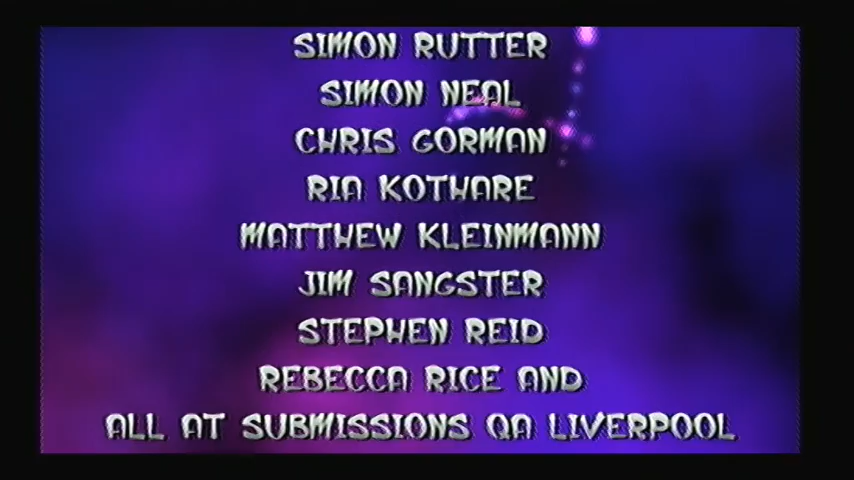 SIMON RUTTER
SIMON NEAL
CHRIS GORMAN
RIA KOTHARE
MATTHEW KLEINMANN
JIM SANGSTER
STEPHEN REID
REBECCA RICE AND
ALL AT SUBMISSIONS QA LIVERPOOL